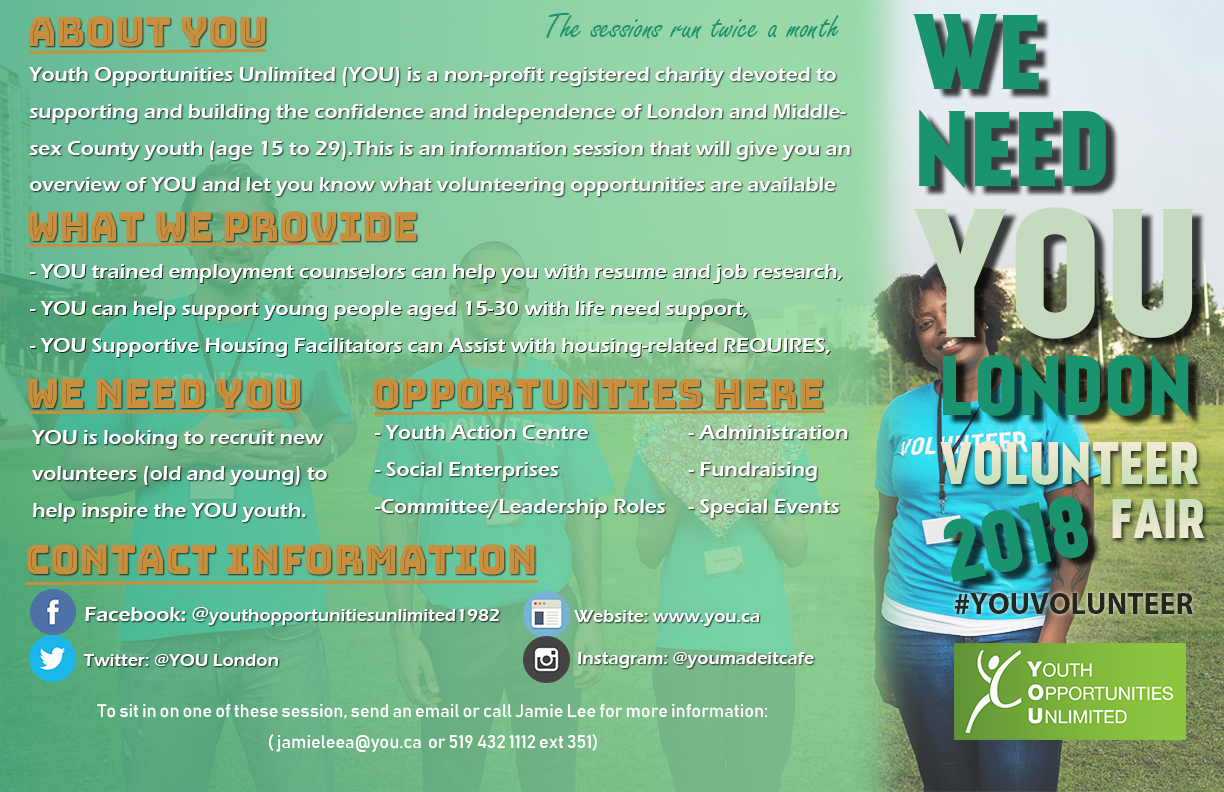 ABOUT YOU
The sessions run twice a month
Youth Opportunities Unlimited (YOU) is a non-profit registered charity devoted to
supporting and building the confidence and independence of London and Middle-
sex County youth (age 15 to 29).This is an information session that will give you an
overview of YOU and let you know what volunteering opportunities are available
WHAT WE PROVIDE
- YOU trained employment counselors can help you with resume and job research,
- YOU can help support young people aged 15-30 with life need support,
- YOU Supportive Housing Facilitators can Assist with housing-related REQUIRES,
WE NEED YOU
YOU is looking to recruit new
volunteers (old and young) to
help inspire the YOU youth.
OPPORTUNTIES HERE
- Youth Action Centre
- Social Enterprises
-Committee/Leadership Roles
- Administration
- Fundraising
- Special Events
CONTACT INFORMATION
Facebook: @youthopportunitiesunlimited1982
Website: www.you.ca
Twitter: @YOU London
Instagram: @youmadeitcafe
To sit in on one of these session, send an email or call Jamie Lee for more information:
( jamieleea@you.ca or 519 432 1112 ext 351)
WE
NEED
YOU
LONDON
VOLUNTEER
VOLUNTEER
FAIR
2018
#YOUVOLUNTEER
YOUTH
OPPORTUNITIES
UNLIMITED